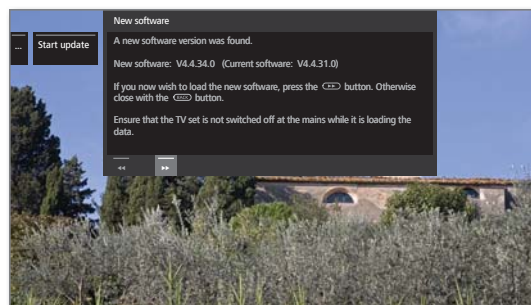 New software
...
Start update
A new software version was found.
New software: V4.4.34.0 (Current software: V4.4.31.0)
If you now wish to load the new software, press the ▶▶ button. Otherwise
close with the BACK button.
Ensure that the TV set is not switched off at the mains while it is loading the
data.
◀◀ ▶▶